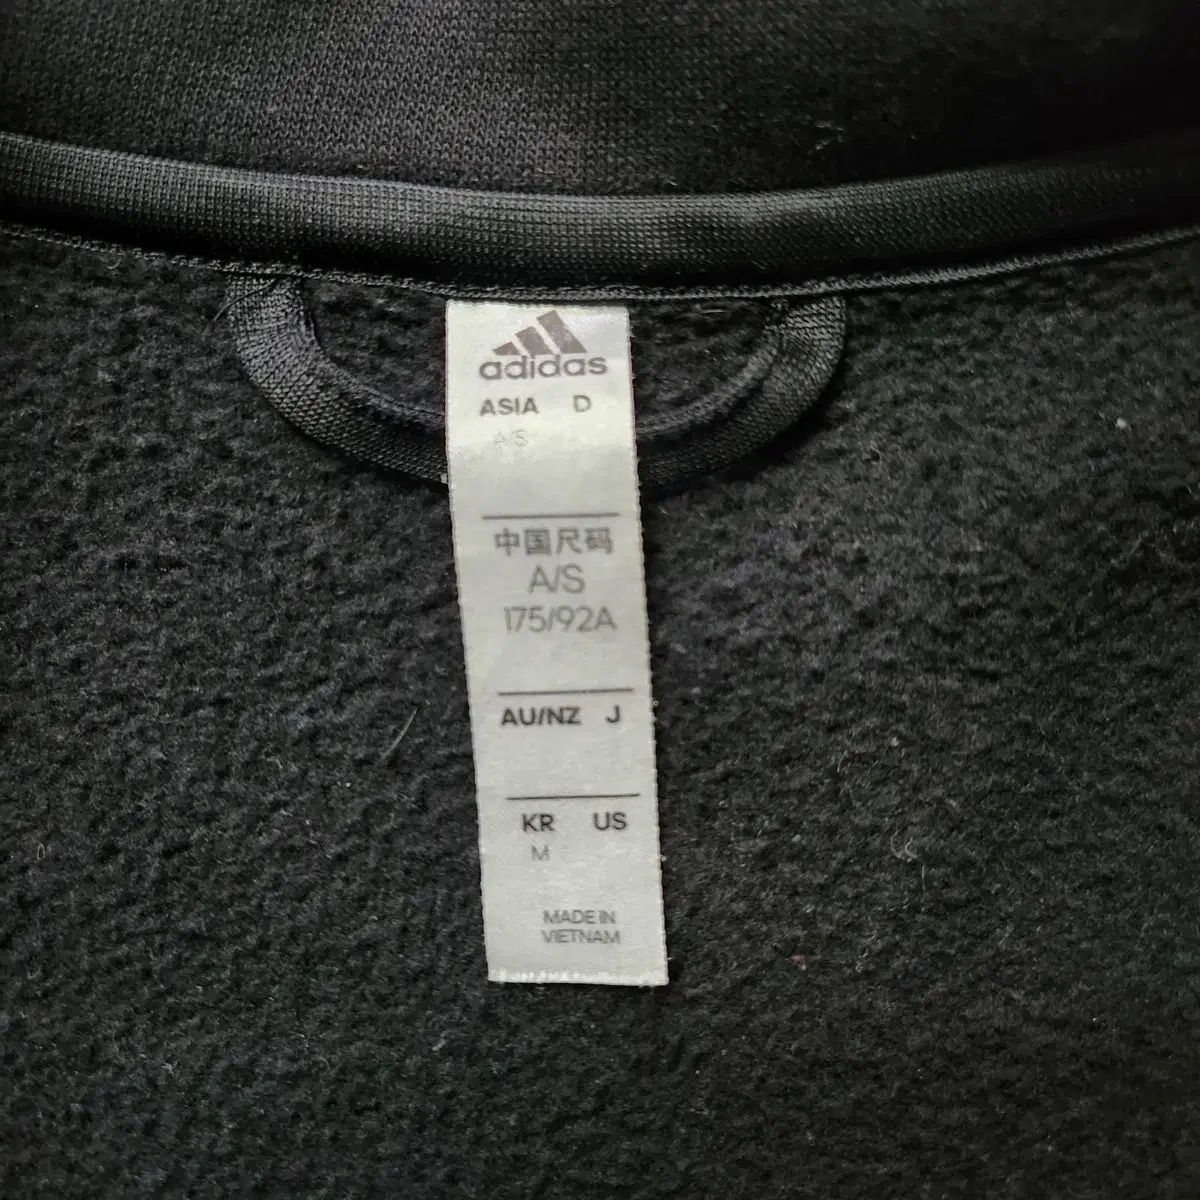 adidas
ASIA D
A/S
中国尺码
A/S
175/92A
AU/NZ J
KR US
M
MADE IN
VIETNAM